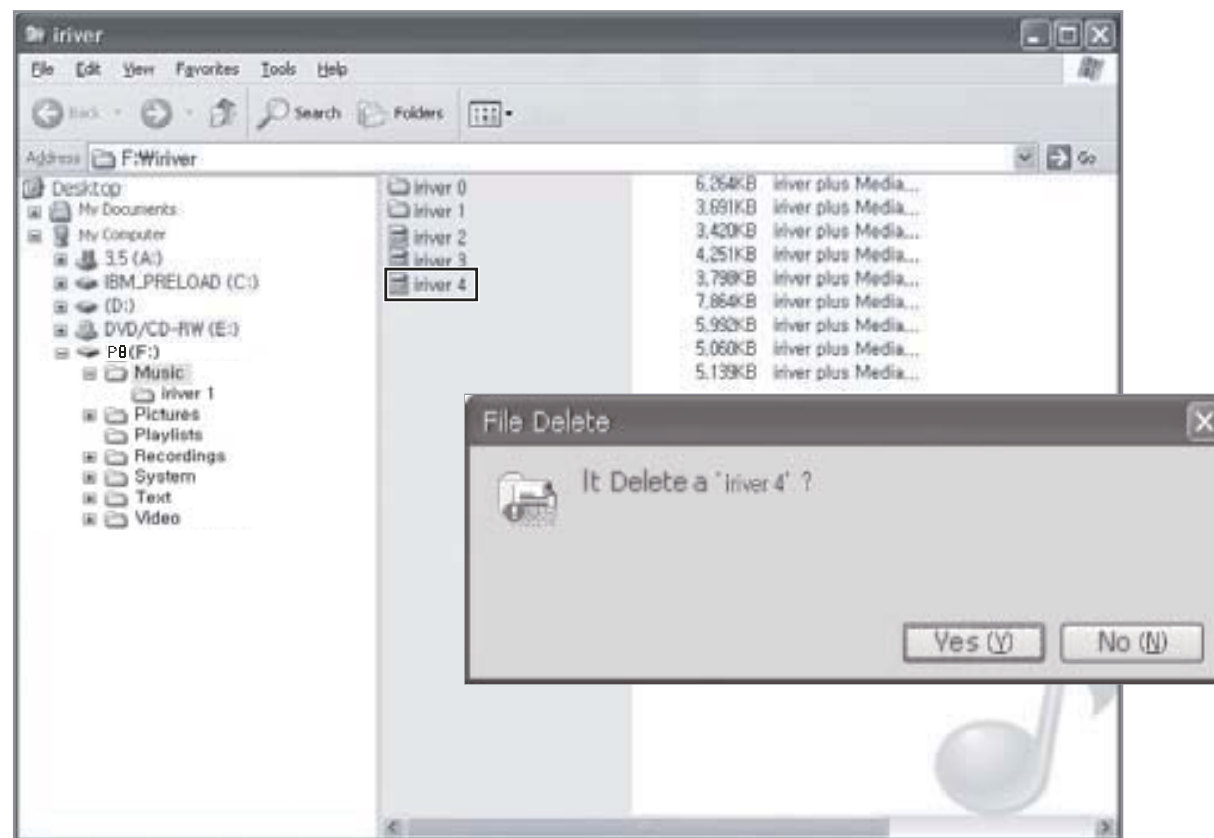 iriver
File Edit View Favorites Tools Help
Back Search Folders
Address F:₩iriver Go
Desktop
My Documents
My Computer
3.5 (A:)
IBM_PRELOAD (C:)
(D:)
DVD/CD-RW (E:)
P8(F:)
Music
iriver 1
Pictures
Playlists
Recordings
System
Text
Video
iriver 0
iriver 1
iriver 2
iriver 3
iriver 4
6,264KB iriver plus Media...
3,691KB iriver plus Media...
3,420KB iriver plus Media...
4,251KB iriver plus Media...
3,798KB iriver plus Media...
7,864KB iriver plus Media...
5,992KB iriver plus Media...
5,060KB iriver plus Media...
5,139KB iriver plus Media...
File Delete
It Delete a `iriver 4' ?
Yes (Y) No (N)